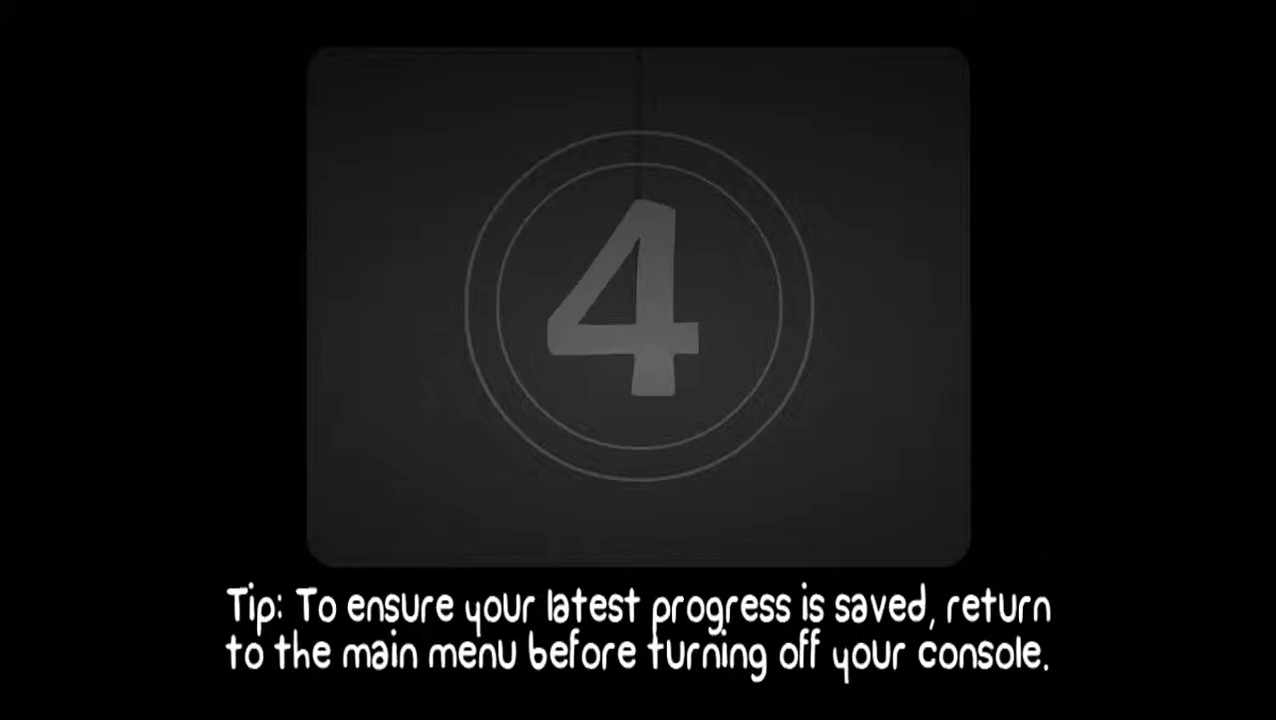 4
Tip: To ensure your latest progress is saved, return
to the main menu before turning off your console.